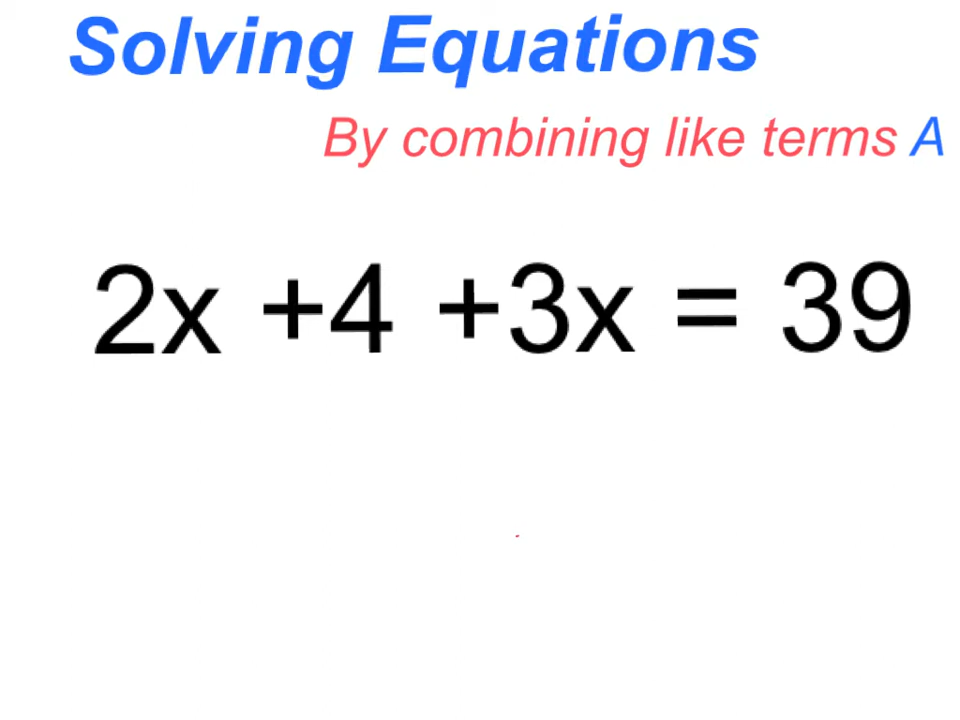 Solving Equations
By combining like terms A
2x +4 +3x = 39